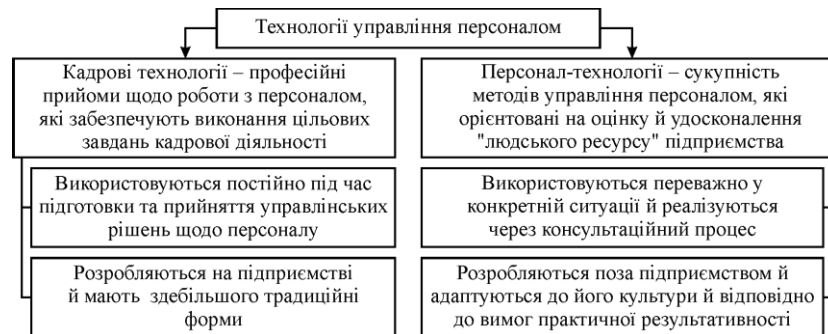 Технології управління персоналом
Кадрові технології – професійні
прийоми щодо роботи з персоналом,
які забезпечують виконання цільових
завдань кадрової діяльності
Персонал-технології – сукупність
методів управління персоналом, які
орієнтовані на оцінку й удосконалення
"людського ресурсу" підприємства
Використовуються постійно під час
підготовки та прийняття управлінських
рішень щодо персоналу
Використовуються переважно у
конкретній ситуації й реалізуються
через консультаційний процес
Розробляються на підприємстві
й мають здебільшого традиційні
форми
Розробляються поза підприємством й
адаптуються до його культури й відповідно
до вимог практичної результативності